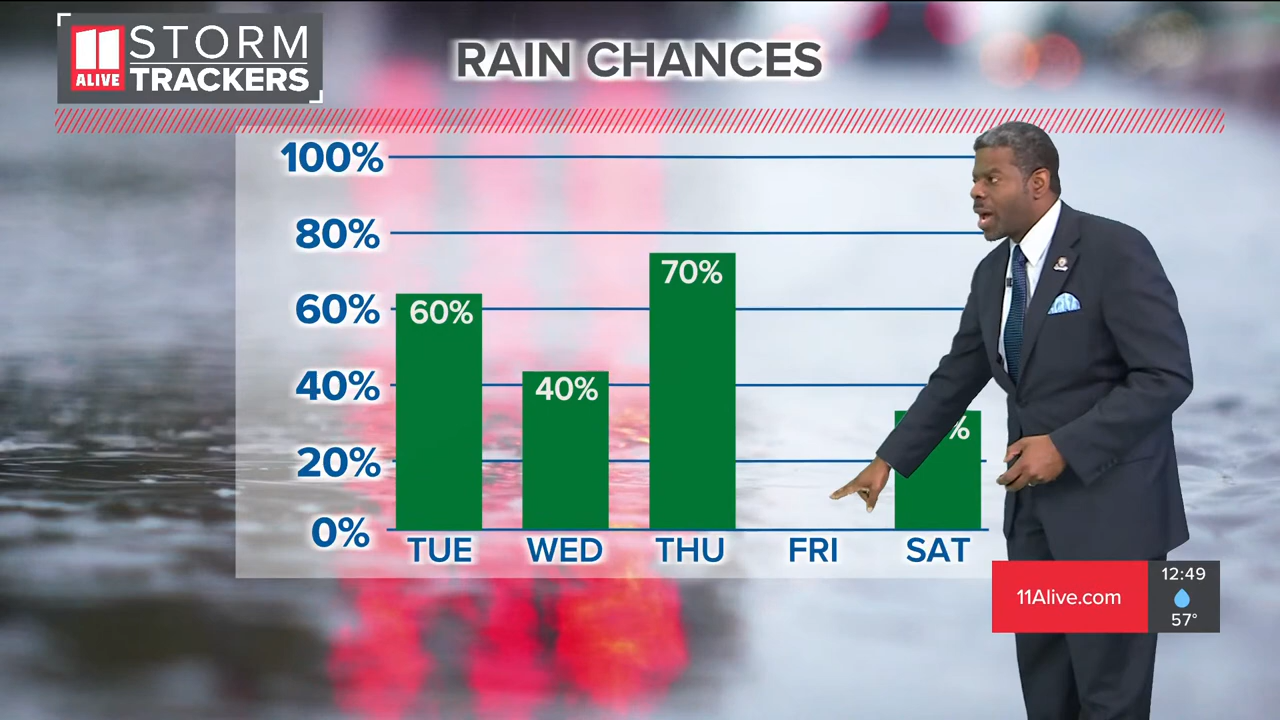 11
ALIVE
STORM
TRACKERS
RAIN CHANCES
100%
80%
60%
40%
20%
0%
60%
40%
70%
%
TUE WED THU FRI SAT
11Alive.com
12:49
57°